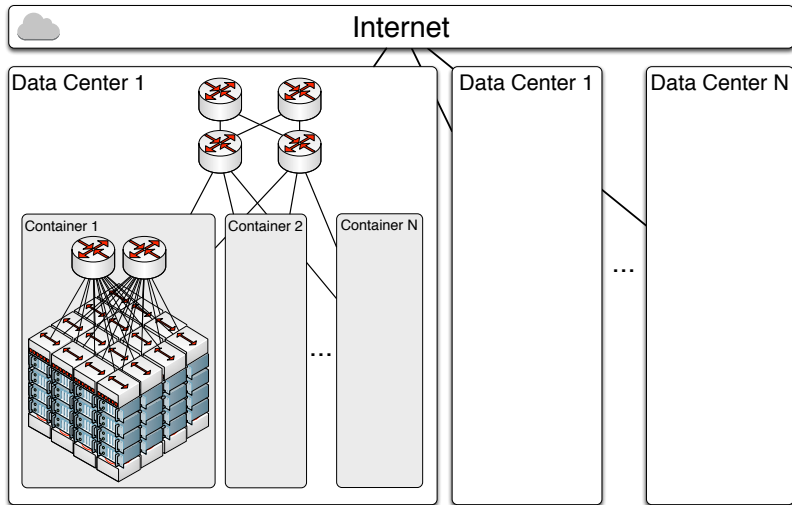 Internet
Data Center 1
Data Center 1
Data Center N
Container 1
Container 2
Container N
...
...